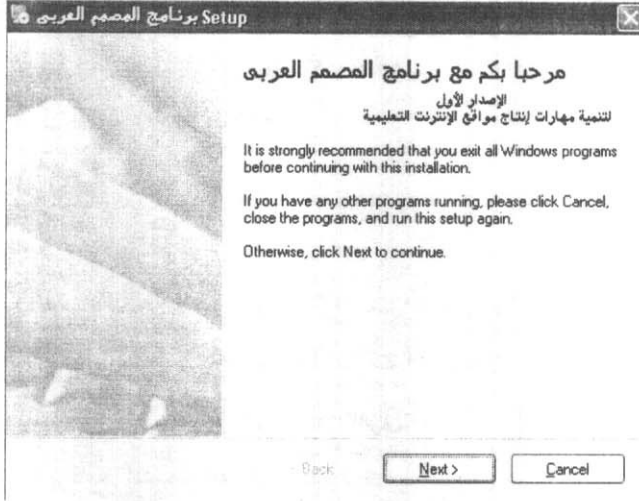 برنامج المصمم العربى Setup
مرحبا بكم مع برنامج المصمم العربى
الإصدار الأول
لتنمية مهارات إنتاج مواقع الإنترنت التعليمية
It is strongly recommended that you exit all Windows programs
before continuing with this installation.
If you have any other programs running, please click Cancel,
close the programs, and run this setup again.
Otherwise, click Next to continue.
Back
Next >
Cancel